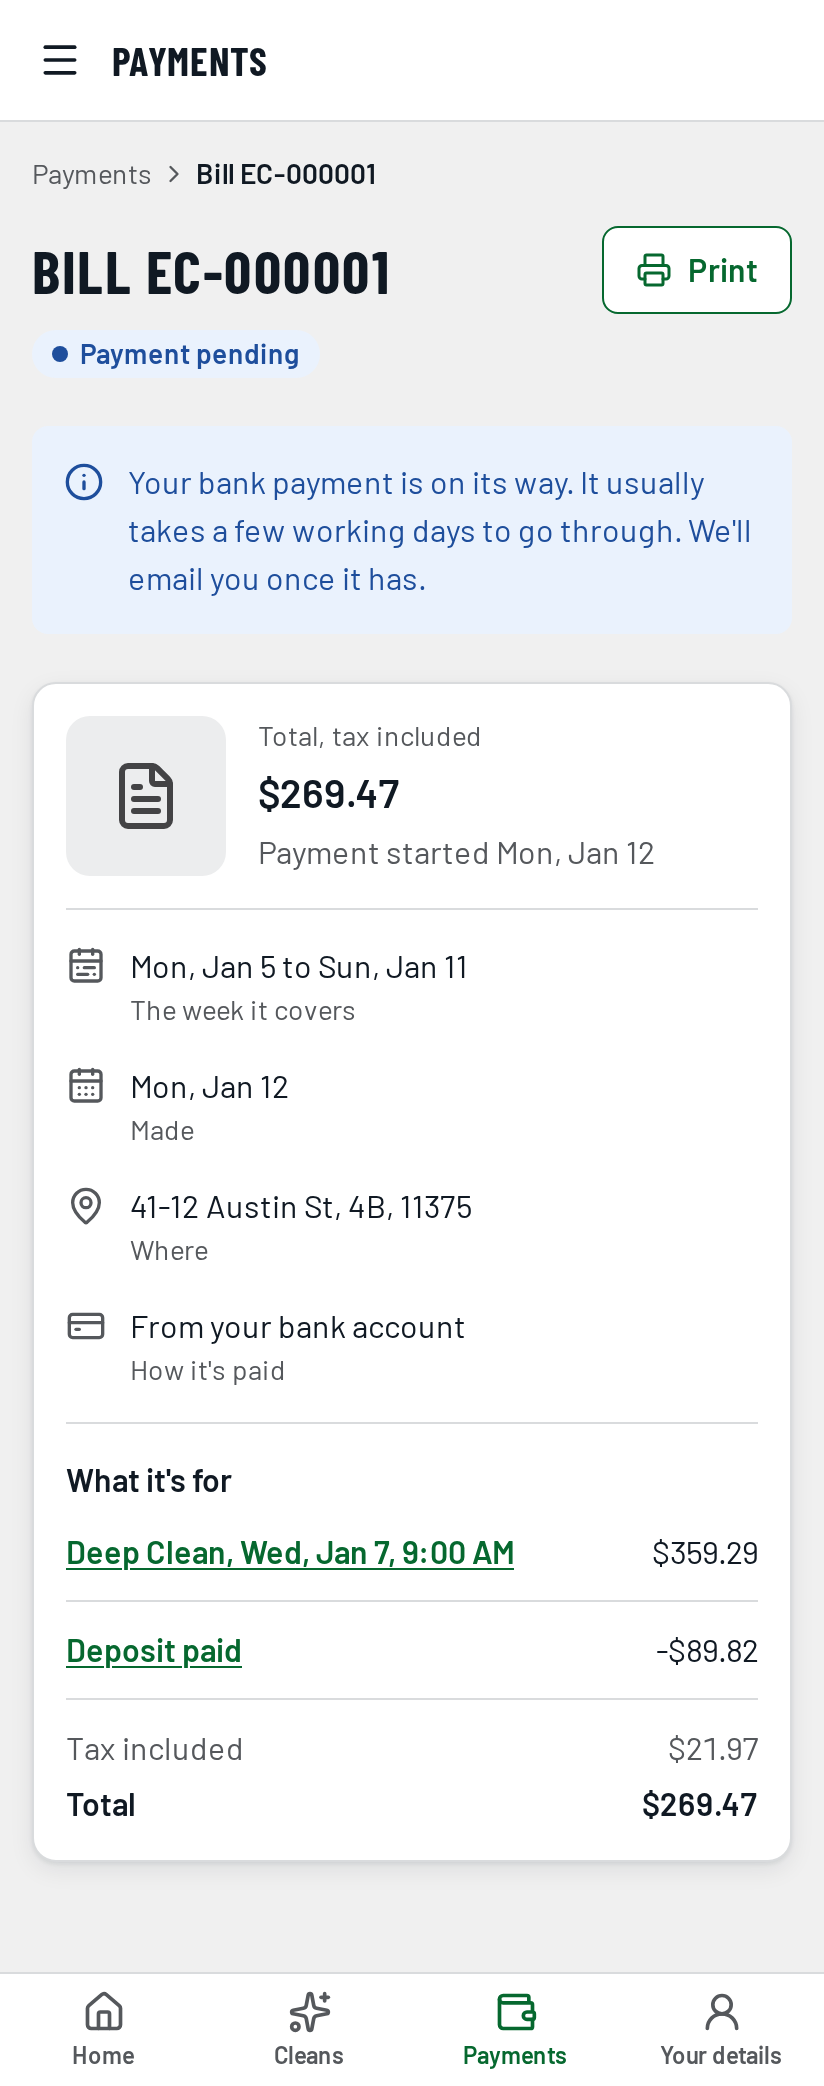 PAYMENTS
Payments > Bill EC-000001
BILL EC-000001
Print
Payment pending
Your bank payment is on its way. It usually
takes a few working days to go through. We'll
email you once it has.
Total, tax included
$269.47
Payment started Mon, Jan 12
Mon, Jan 5 to Sun, Jan 11
The week it covers
Mon, Jan 12
Made
41-12 Austin St, 4B, 11375
Where
From your bank account
How it's paid
What it's for
Deep Clean, Wed, Jan 7, 9:00 AM $359.29
Deposit paid -$89.82
Tax included $21.97
Total $269.47
Home Cleans Payments Your details